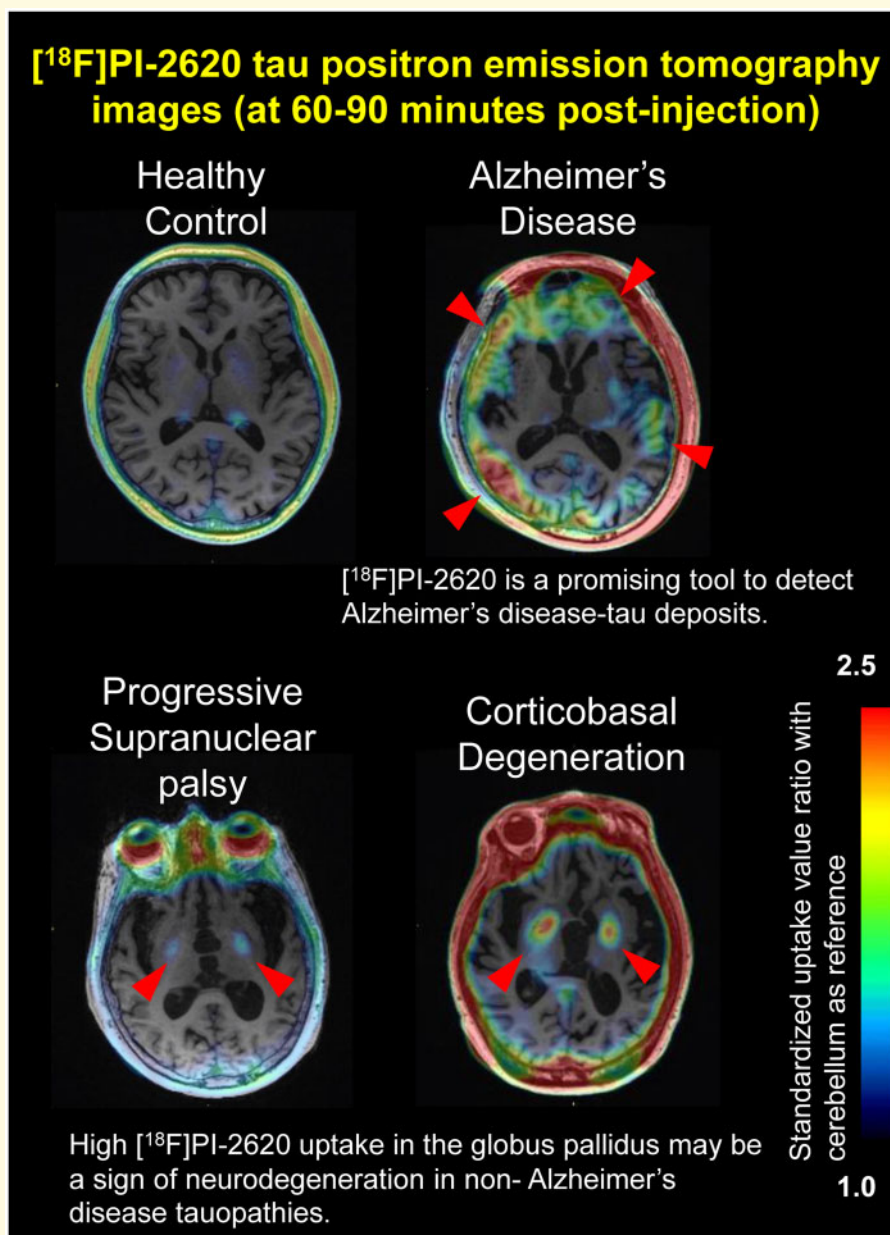 [¹⁸F]PI-2620 tau positron emission tomography
images (at 60-90 minutes post-injection)
Healthy
Control
Alzheimer's
Disease
[¹⁸F]PI-2620 is a promising tool to detect
Alzheimer's disease-tau deposits.
Progressive
Supranuclear
palsy
Corticobasal
Degeneration
2.5
Standardized uptake value ratio with
cerebellum as reference
1.0
High [¹⁸F]PI-2620 uptake in the globus pallidus may be
a sign of neurodegeneration in non- Alzheimer's
disease tauopathies.